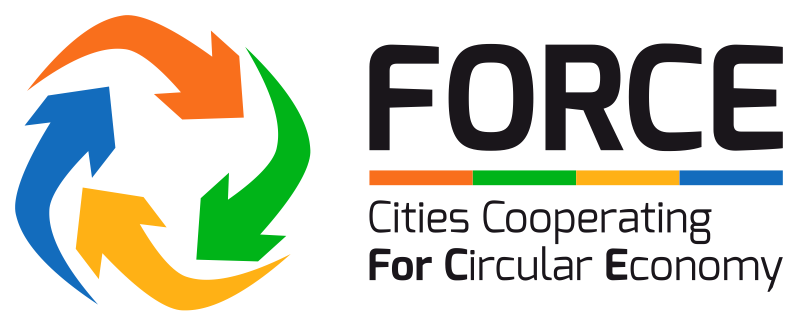 FORCE
Cities Cooperating
For Circular Economy